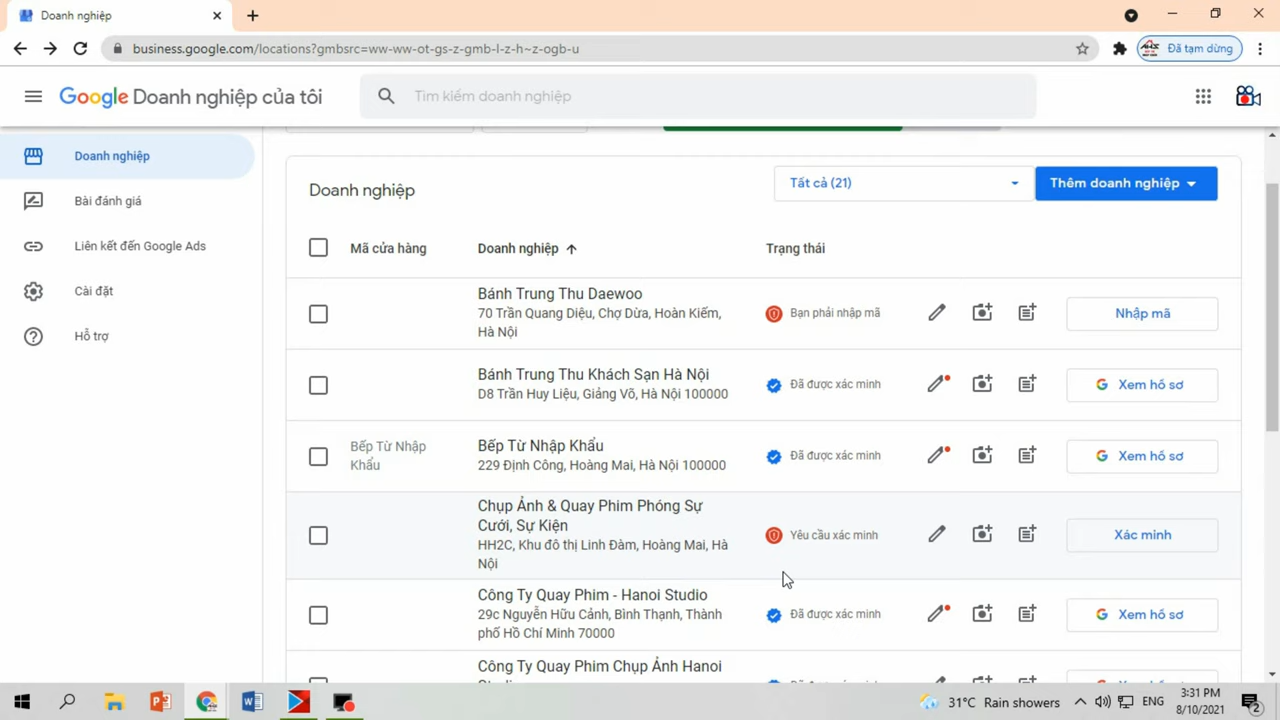 Doanh nghiệp
business.google.com/locations?gmbsrc=ww-ww-ot-gs-z-gmb-l-z-h~z-ogb-u
Đã tạm dừng
Google Doanh nghiệp của tôi
Tìm kiếm doanh nghiệp
Doanh nghiệp
Bài đánh giá
Liên kết đến Google Ads
Cài đặt
Hỗ trợ
Doanh nghiệp
Tất cả (21)
Thêm doanh nghiệp
Mã cửa hàng
Doanh nghiệp
Trạng thái
Bánh Trung Thu Daewoo
70 Trần Quang Diệu, Chợ Dừa, Hoàn Kiếm,
Hà Nội
Bạn phải nhập mã
Nhập mã
Bánh Trung Thu Khách Sạn Hà Nội
D8 Trần Huy Liệu, Giảng Võ, Hà Nội 100000
Đã được xác minh
Xem hồ sơ
Bếp Từ Nhập
Khẩu
Bếp Từ Nhập Khẩu
229 Định Công, Hoàng Mai, Hà Nội 100000
Đã được xác minh
Xem hồ sơ
Chụp Ảnh & Quay Phim Phóng Sự
Cưới, Sự Kiện
HH2C, Khu đô thị Linh Đàm, Hoàng Mai, Hà
Nội
Yêu cầu xác minh
Xác minh
Công Ty Quay Phim - Hanoi Studio
29c Nguyễn Hữu Cảnh, Bình Thạnh, Thành
phố Hồ Chí Minh 70000
Đã được xác minh
Xem hồ sơ
Công Ty Quay Phim Chụp Ảnh Hanoi
31°C Rain showers
ENG
3:31 PM
8/10/2021
2